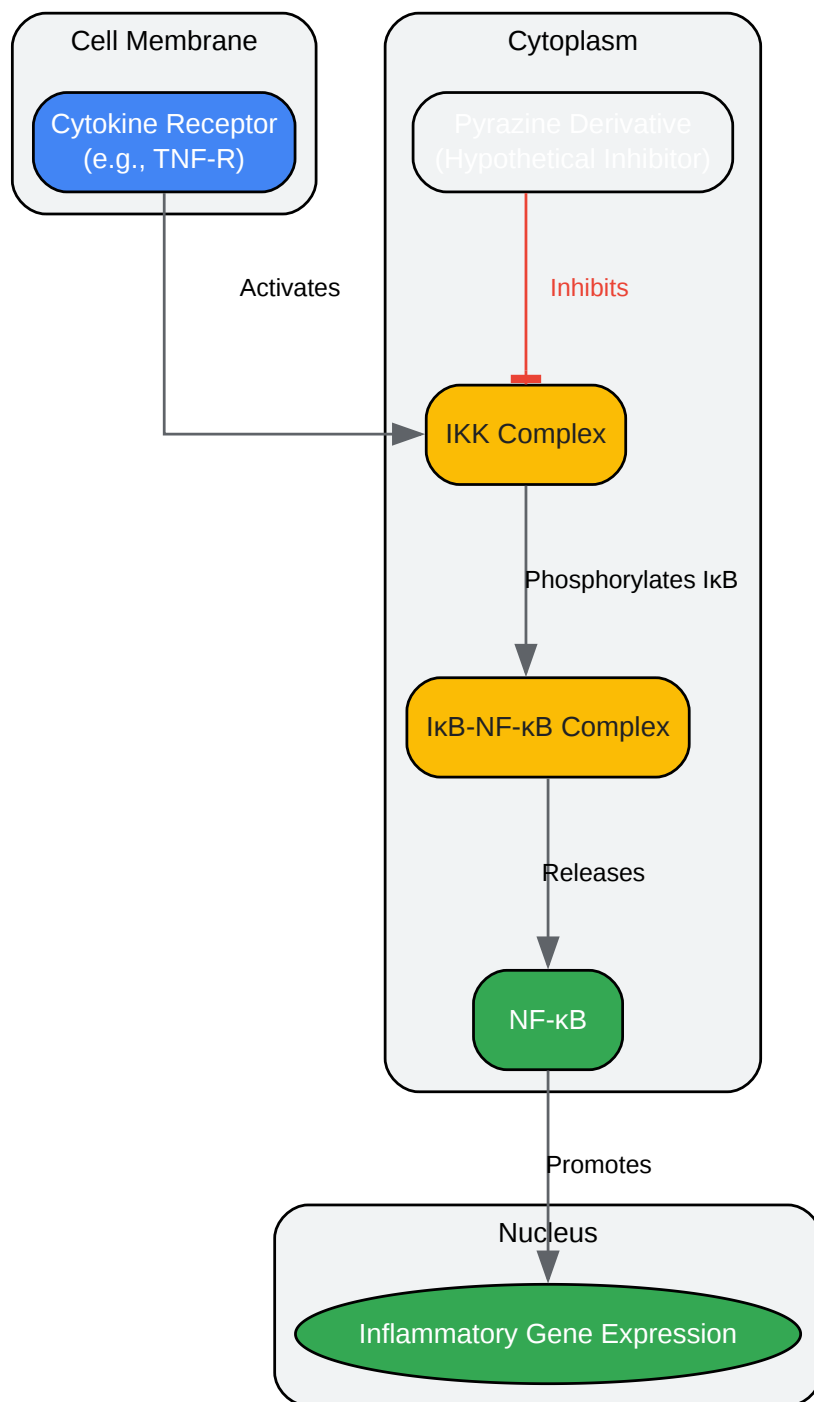 Cell Membrane
Cytoplasm
Cytokine Receptor
(e.g., TNF-R)
Pyrazine Derivative
(Hypothetical Inhibitor)
Activates
Inhibits
IKK Complex
Phosphorylates IκB
IκB-NF-κB Complex
Releases
NF-κB
Promotes
Nucleus
Inflammatory Gene Expression